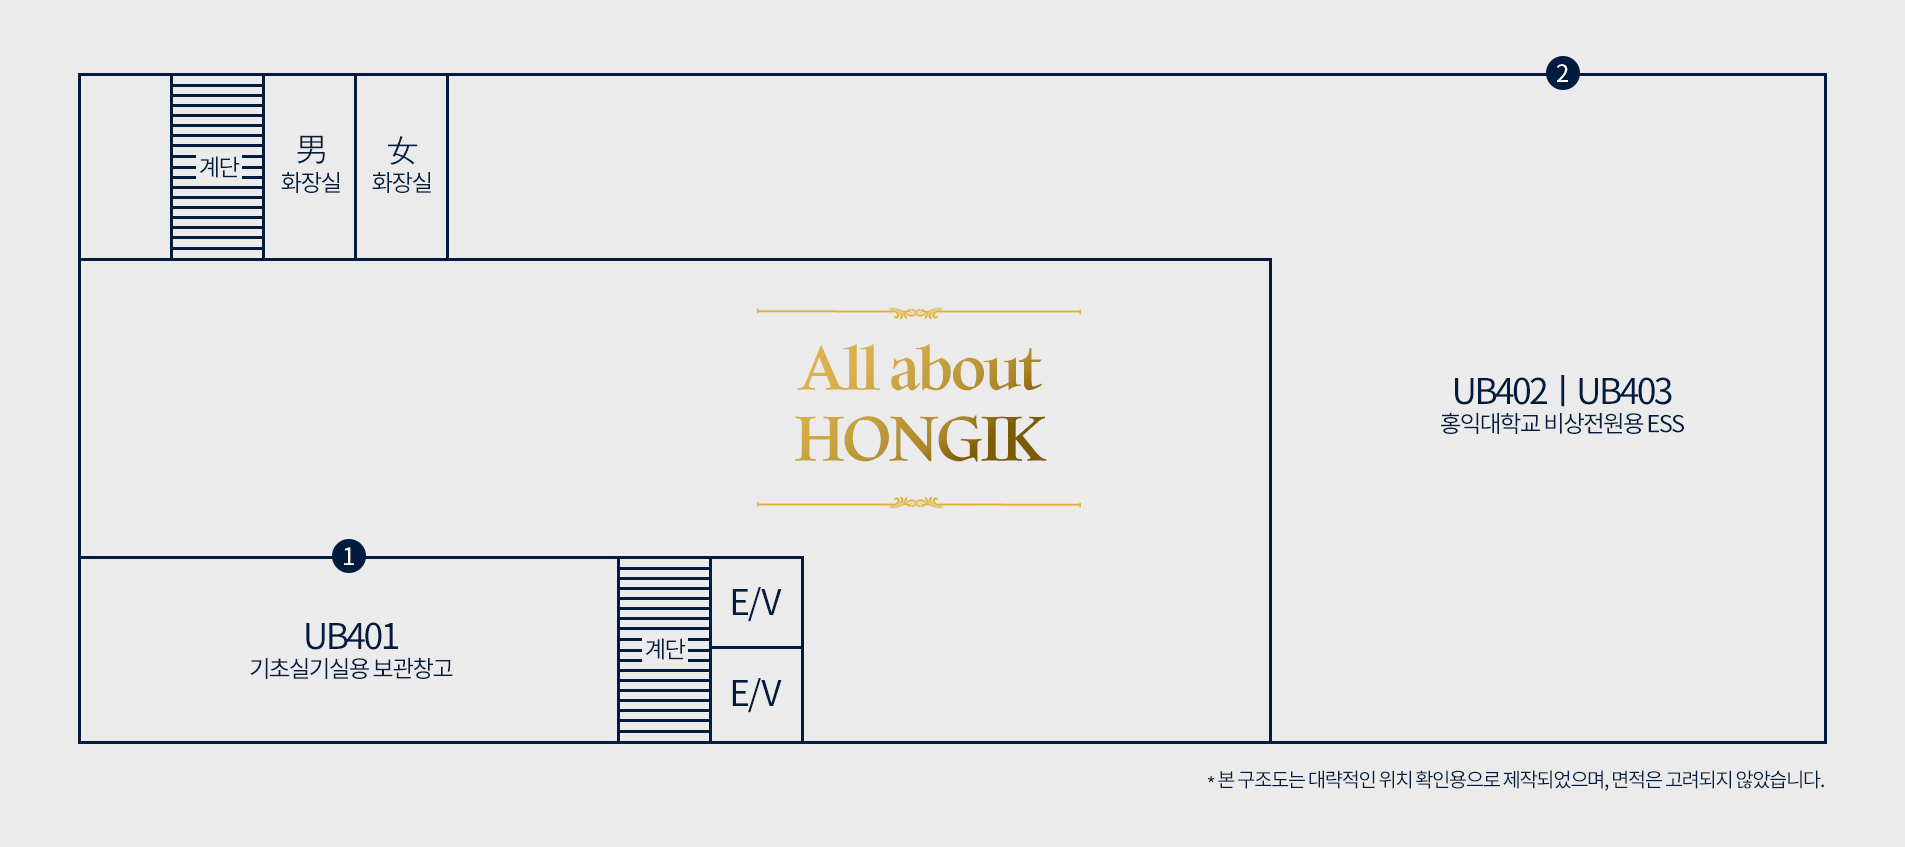 2
계단
男
화장실
女
화장실
All about
HONGIK
UB402 | UB403
홍익대학교 비상전원용 ESS
1
UB401
기초실기실용 보관창고
계단
E/V
E/V
* 본 구조도는 대략적인 위치 확인용으로 제작되었으며, 면적은 고려되지 않았습니다.